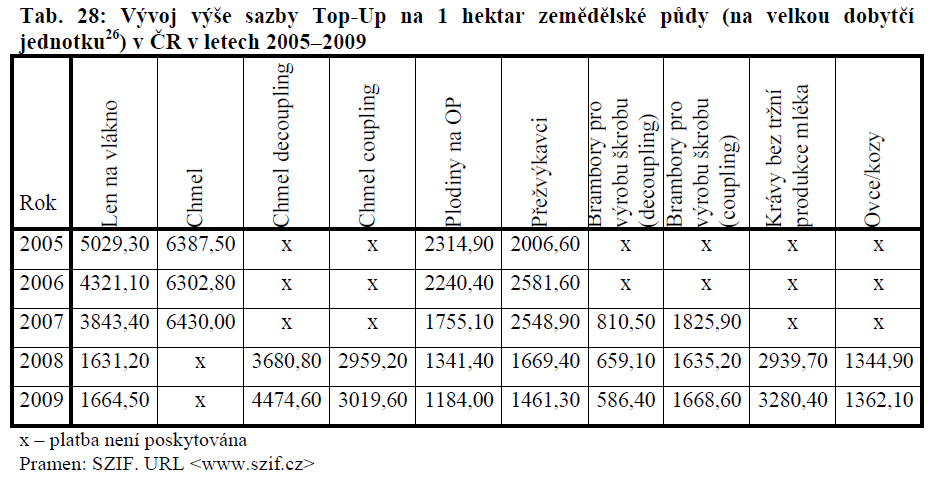 Tab. 28: Vývoj výše sazby Top-Up na 1 hektar zemědělské půdy (na velkou dobytčí
jednotku26) v ČR v letech 2005–2009
Rok Len na vlákno Chmel Chmel decoupling Chmel coupling Plodiny na OP Přežvýkavci Brambory pro výrobu škrobu (decoupling) Brambory pro výrobu škrobu (coupling) Krávy bez tržní produkce mléka Ovce/kozy
2005 5029,30 6387,50 x x 2314,90 2006,60 x x x x
2006 4321,10 6302,80 x x 2240,40 2581,60 x x x x
2007 3843,40 6430,00 x x 1755,10 2548,90 810,50 1825,90 x x
2008 1631,20 x 3680,80 2959,20 1341,40 1669,40 659,10 1635,20 2939,70 1344,90
2009 1664,50 x 4474,60 3019,60 1184,00 1461,30 586,40 1668,60 3280,40 1362,10
x – platba není poskytována
Pramen: SZIF. URL <www.szif.cz>